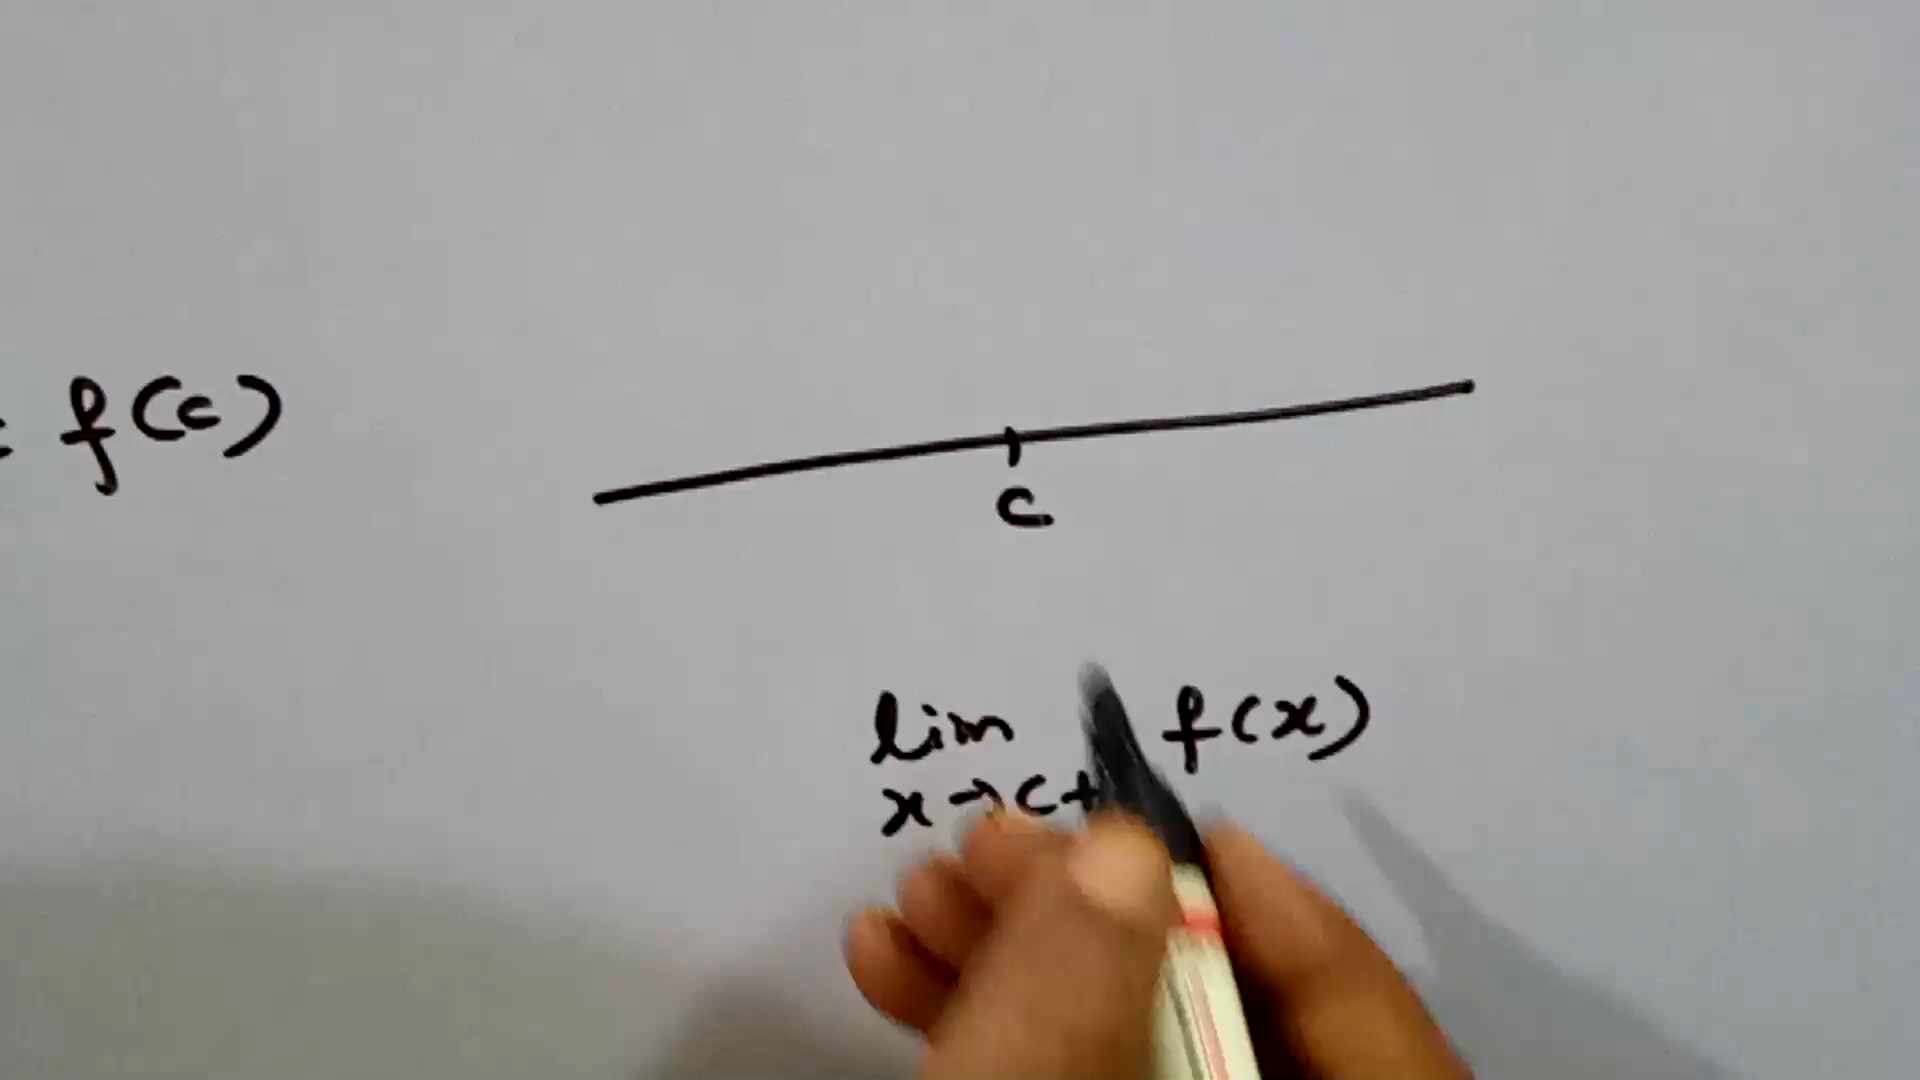 = f(c)
c
lim f(x)
x→c+